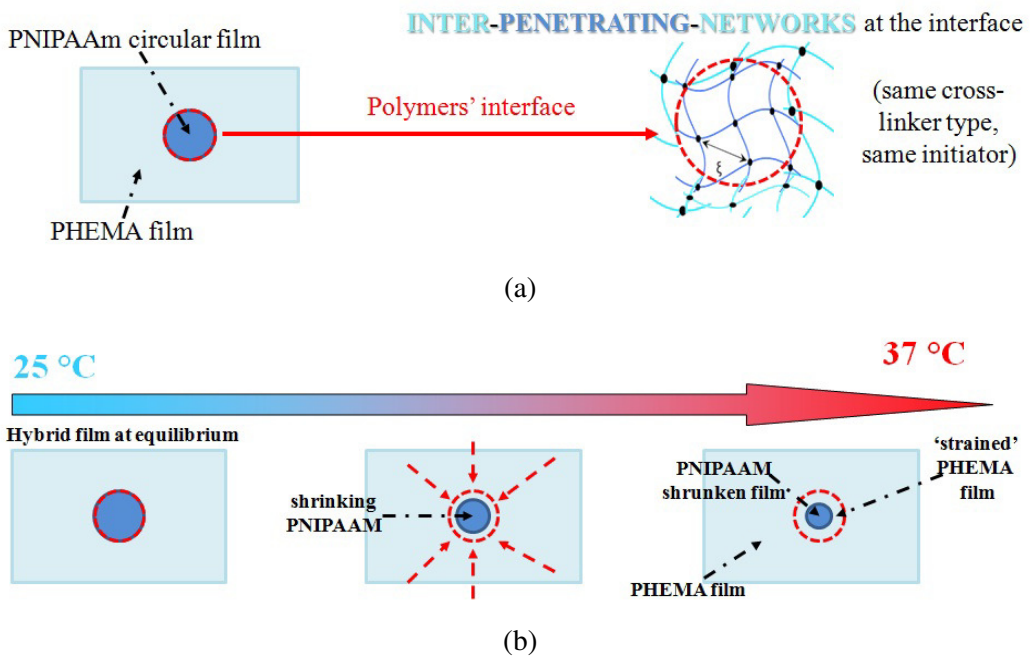 INTER-PENETRATING-NETWORKS at the interface
PNIPAAm circular film
Polymers' interface
(same cross-
linker type,
same initiator)
ξ
PHEMA film
(a)
25 °C
37 °C
Hybrid film at equilibrium
shrinking
PNIPAAM
PNIPAAM
shrunken film
'strained'
PHEMA
film
PHEMA film
(b)